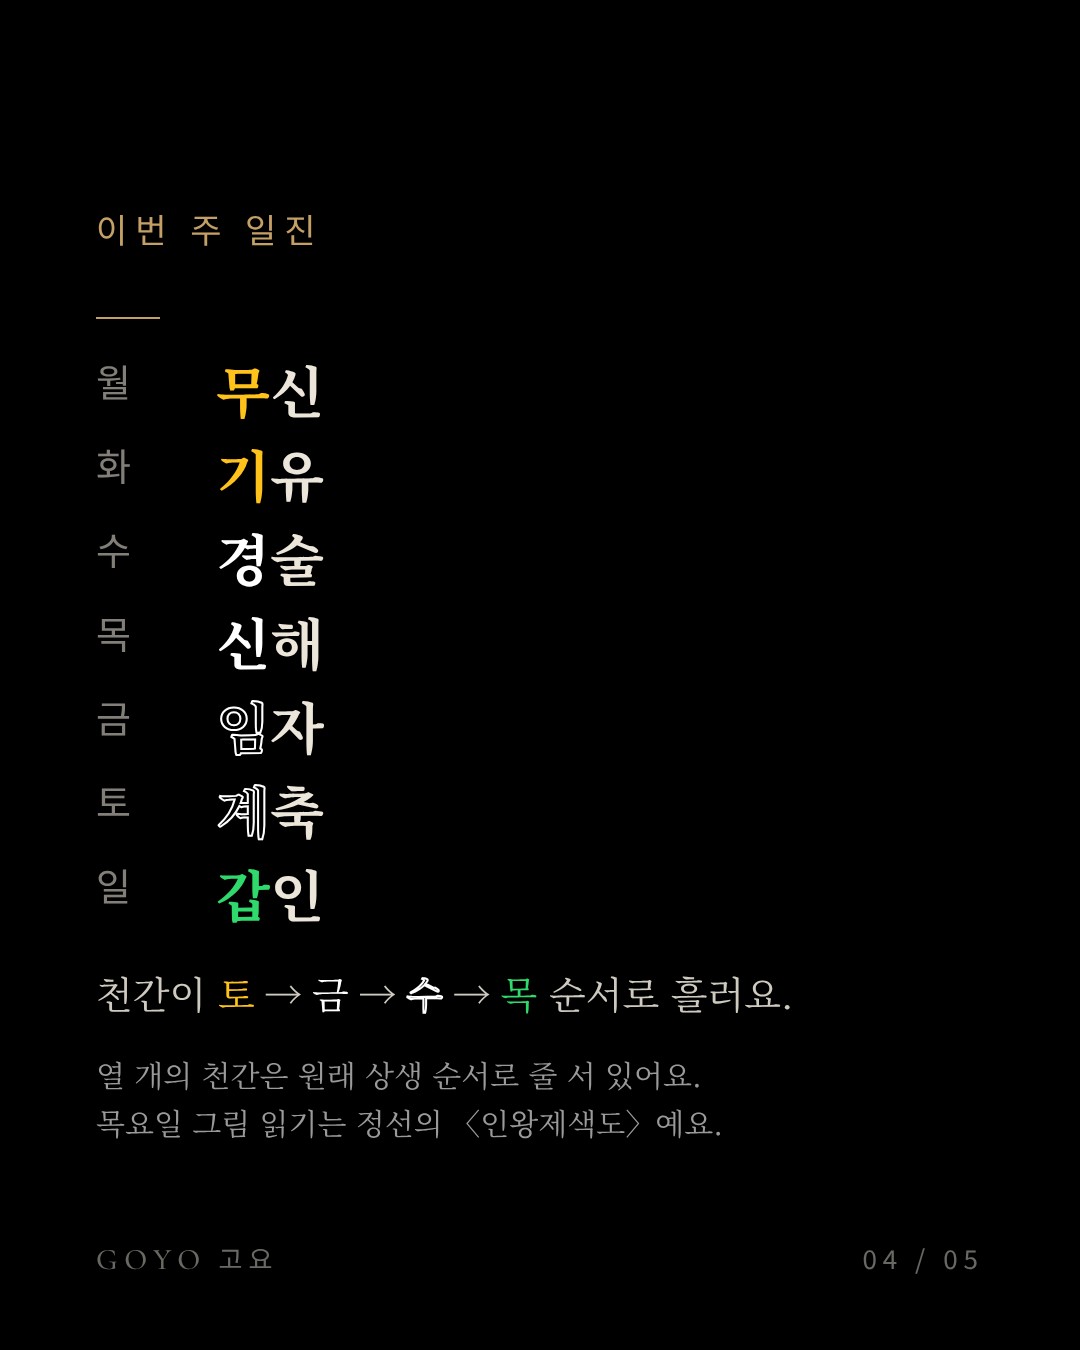 이번 주 일진
월 무신
화 기유
수 경술
목 신해
금 임자
토 계축
일 갑인
천간이 토 → 금 → 수 → 목 순서로 흘러요.
열 개의 천간은 원래 상생 순서로 줄 서 있어요.
목요일 그림 읽기는 정선의 〈인왕제색도〉예요.
GOYO 고요 04 / 05